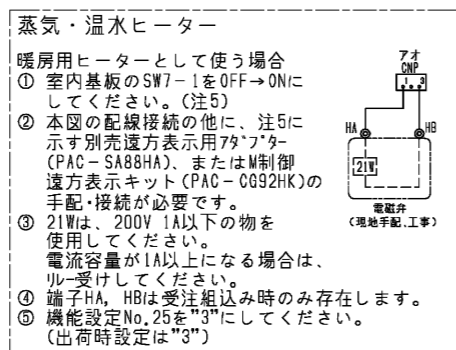 蒸気・温水ヒーター
暖房用ヒーターとして使う場合
① 室内基板のSW7-1をOFF→ONに
してください。(注5)
② 本図の配線接続の他に、注5に
示す別売遠方表示用アダプター
(PAC-SA88HA)、またはM制御
遠方表示キット(PAC-CG92HK)の
手配・接続が必要です。
③ 21Wは、200V 1A以下の物を
使用してください。
電流容量が1A以上になる場合は、
リレー受けしてください。
④ 端子HA, HBは受注組込み時のみ存在します。
⑤ 機能設定No.25を"3"にしてください。
(出荷時設定は"3")
アオ
CNP
1 3
HA HB
21W
電磁弁
(現地手配.工事)